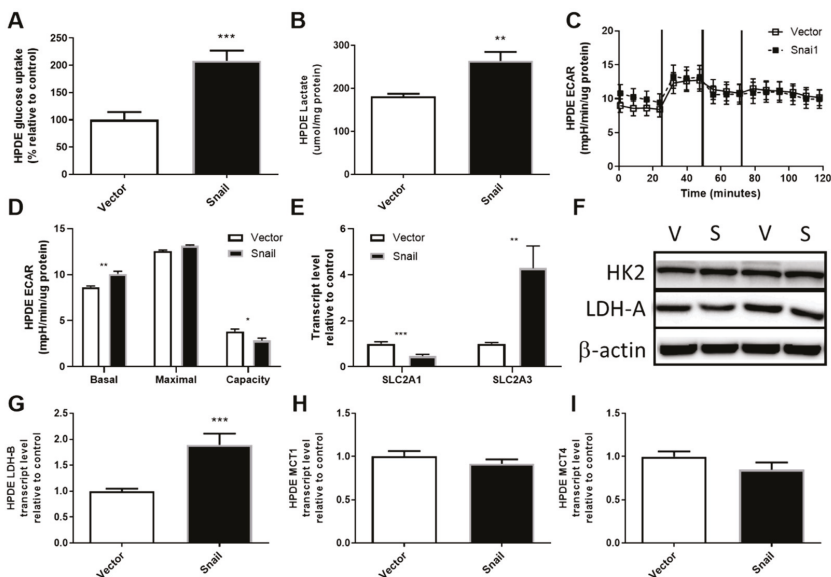 A
HPDE glucose uptake
(% relative to control)
250
200
150
100
50
0
***
Vector
Snail
B
HPDE Lactate
(umol/mg protein)
300
200
100
0
**
Vector
Snail
C
HPDE ECAR
(mpH/min/ug protein)
20
15
10
5
0
Vector
Snai1
0 20 40 60 80 100 120
Time (minutes)
D
HPDE ECAR
(mpH/min/ug protein)
15
10
5
0
Vector
Snail
**
*
Basal Maximal Capacity
E
Transcript level
relative to control
6
4
2
0
Vector
Snail
***
**
SLC2A1 SLC2A3
F
V S V S
HK2
LDH-A
β-actin
G
HPDE LDH-B
transcript level
relative to control
2.5
2.0
1.5
1.0
0.5
0.0
***
Vector
Snail
H
HPDE MCT1
transcript level
relative to control
1.5
1.0
0.5
0.0
Vector
Snail
I
HPDE MCT4
transcript level
relative to control
1.5
1.0
0.5
0.0
Vector
Snail